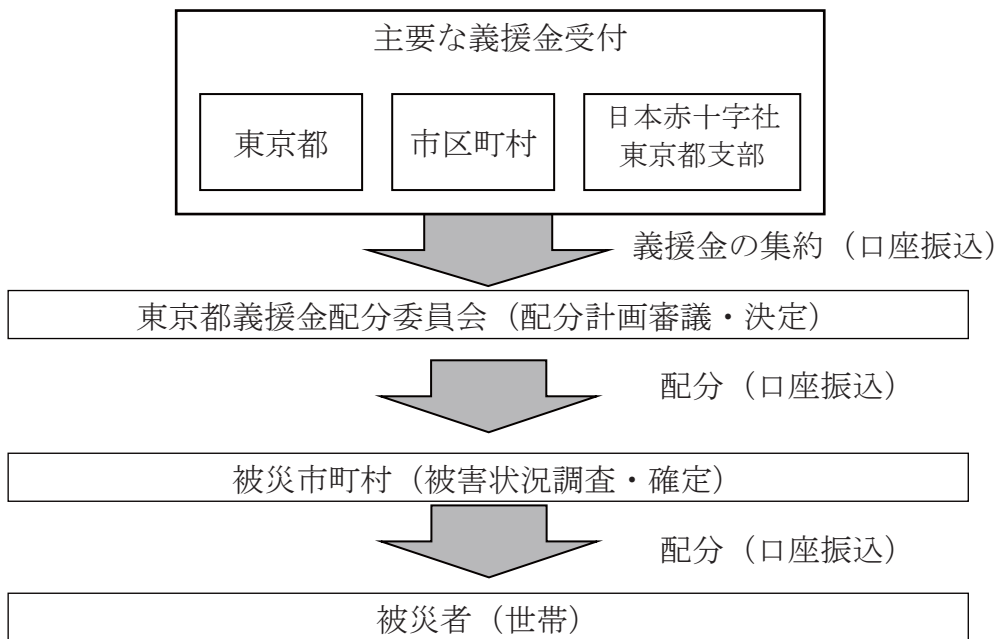 主要な義援金受付
東京都
市区町村
日本赤十字社
東京都支部
義援金の集約（口座振込）
東京都義援金配分委員会（配分計画審議・決定）
配分（口座振込）
被災市町村（被害状況調査・確定）
配分（口座振込）
被災者（世帯）